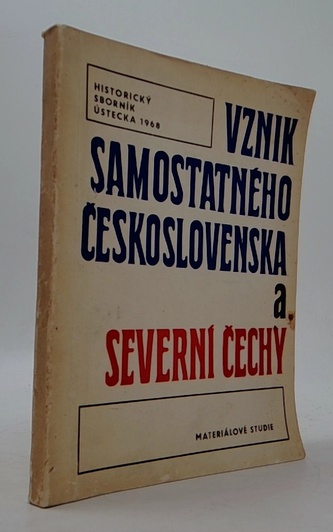 HISTORICKÝ
SBORNÍK
ÚSTECKA 1968
VZNIK
SAMOSTATNÉHO
ČESKOSLOVENSKA
a
SEVERNÍ ČECHY
MATERIÁLOVÉ STUDIE